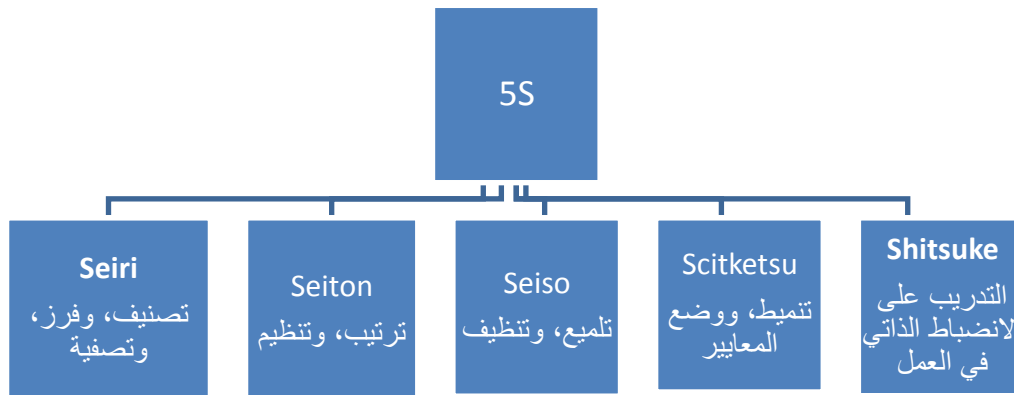 5S
Seiri
تصنيف، وفرز،
وتصفية
Seiton
ترتيب، وتنظيم
Seiso
تلميع، وتنظيف
Scitketsu
تنميط، ووضع
المعايير
Shitsuke
التدريب على
الانضباط الذاتي
في العمل